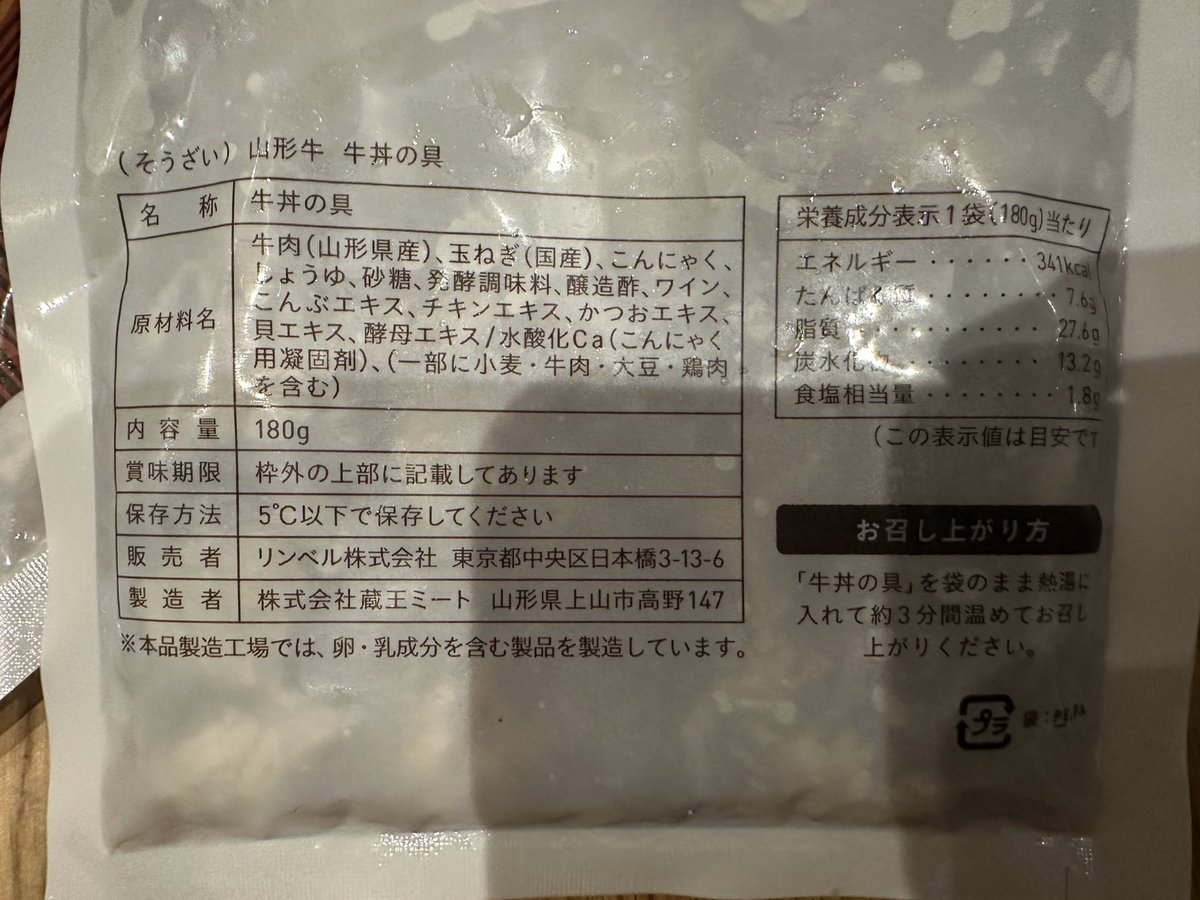 (そうざい) 山形牛 牛丼の具
名称 牛丼の具
原材料名
牛肉(山形県産)、玉ねぎ(国産)、こんにゃく、
しょうゆ、砂糖、発酵調味料、醸造酢、ワイン、
こんぶエキス、チキンエキス、かつおエキス、
貝エキス、酵母エキス/水酸化Ca(こんにゃく
用凝固剤)、(一部に小麦・牛肉・大豆・鶏肉
を含む)
内容量 180g
賞味期限 枠外の上部に記載してあります
保存方法 5℃以下で保存してください
販売者 リンベル株式会社 東京都中央区日本橋3-13-6
製造者 株式会社蔵王ミート 山形県上山市高野147
※本品製造工場では、卵・乳成分を含む製品を製造しています。
栄養成分表示1袋(180g)当たり
エネルギー・・・・・・341kcal
たんぱく質・・・・・・・・7.6g
脂質・・・・・・・・・・27.6g
炭水化物・・・・・・・・13.2g
食塩相当量・・・・・・・・1.8g
(この表示値は目安です
お召し上がり方
「牛丼の具」を袋のまま熱湯に
入れて約3分間温めてお召し
上がりください。
プラ 袋:PE,PA